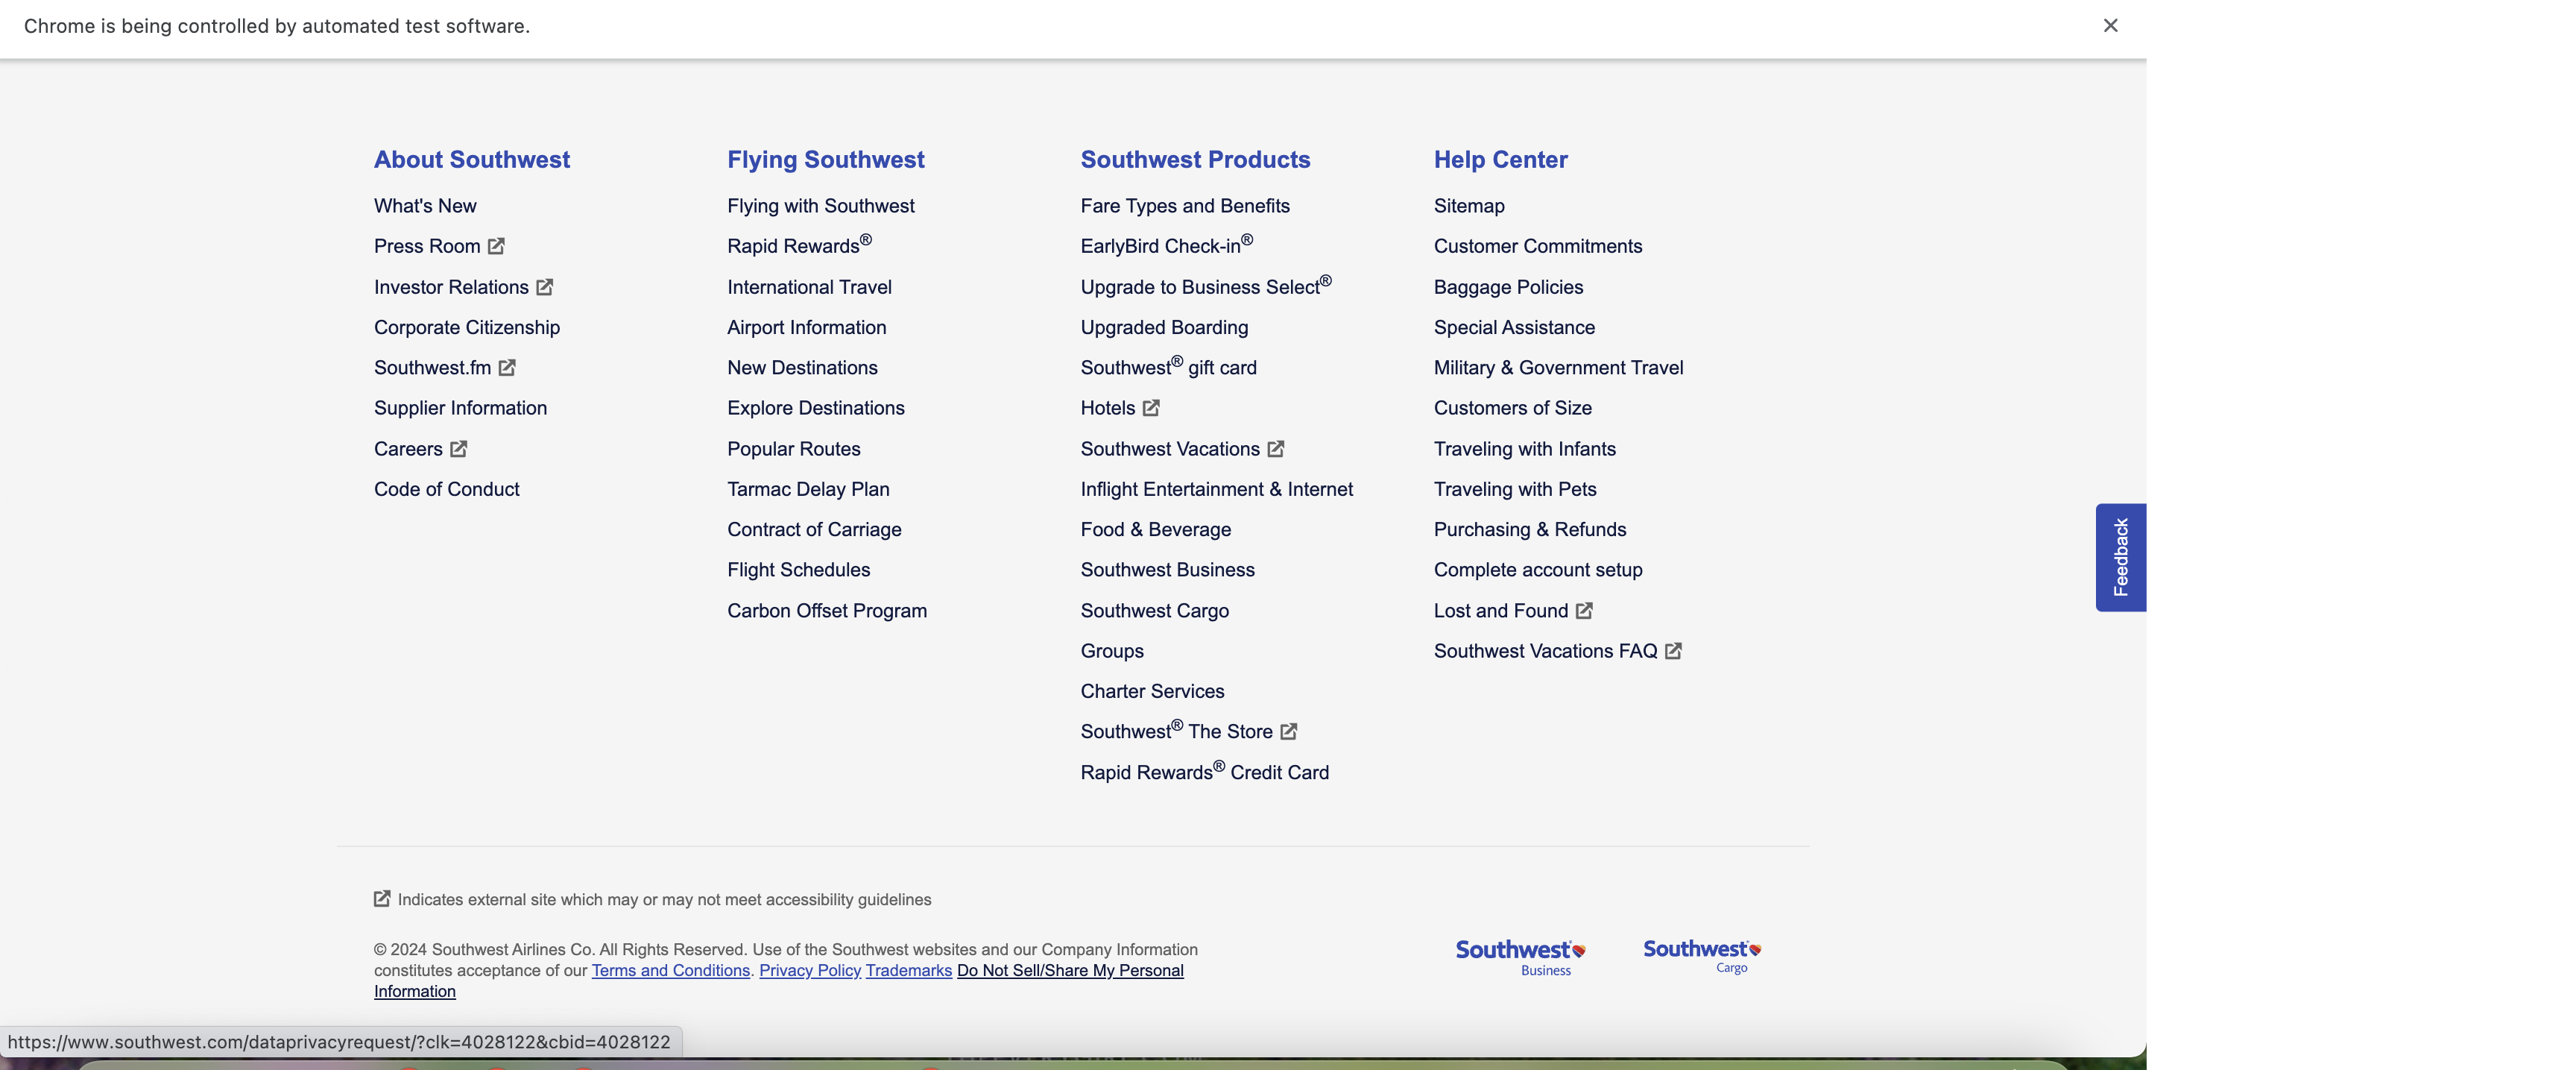 Chrome is being controlled by automated test software.
About Southwest
What's New
Press Room
Investor Relations
Corporate Citizenship
Southwest.fm
Supplier Information
Careers
Code of Conduct
Flying Southwest
Flying with Southwest
Rapid Rewards®
International Travel
Airport Information
New Destinations
Explore Destinations
Popular Routes
Tarmac Delay Plan
Contract of Carriage
Flight Schedules
Carbon Offset Program
Southwest Products
Fare Types and Benefits
EarlyBird Check-in®
Upgrade to Business Select®
Upgraded Boarding
Southwest® gift card
Hotels
Southwest Vacations
Inflight Entertainment & Internet
Food & Beverage
Southwest Business
Southwest Cargo
Groups
Charter Services
Southwest® The Store
Rapid Rewards® Credit Card
Help Center
Sitemap
Customer Commitments
Baggage Policies
Special Assistance
Military & Government Travel
Customers of Size
Traveling with Infants
Traveling with Pets
Purchasing & Refunds
Complete account setup
Lost and Found
Southwest Vacations FAQ
Feedback
Indicates external site which may or may not meet accessibility guidelines
© 2024 Southwest Airlines Co. All Rights Reserved. Use of the Southwest websites and our Company Information
constitutes acceptance of our Terms and Conditions. Privacy Policy Trademarks Do Not Sell/Share My Personal
Information
Southwest
Business
Southwest
Cargo
https://www.southwest.com/dataprivacyrequest/?clk=4028122&cbid=4028122